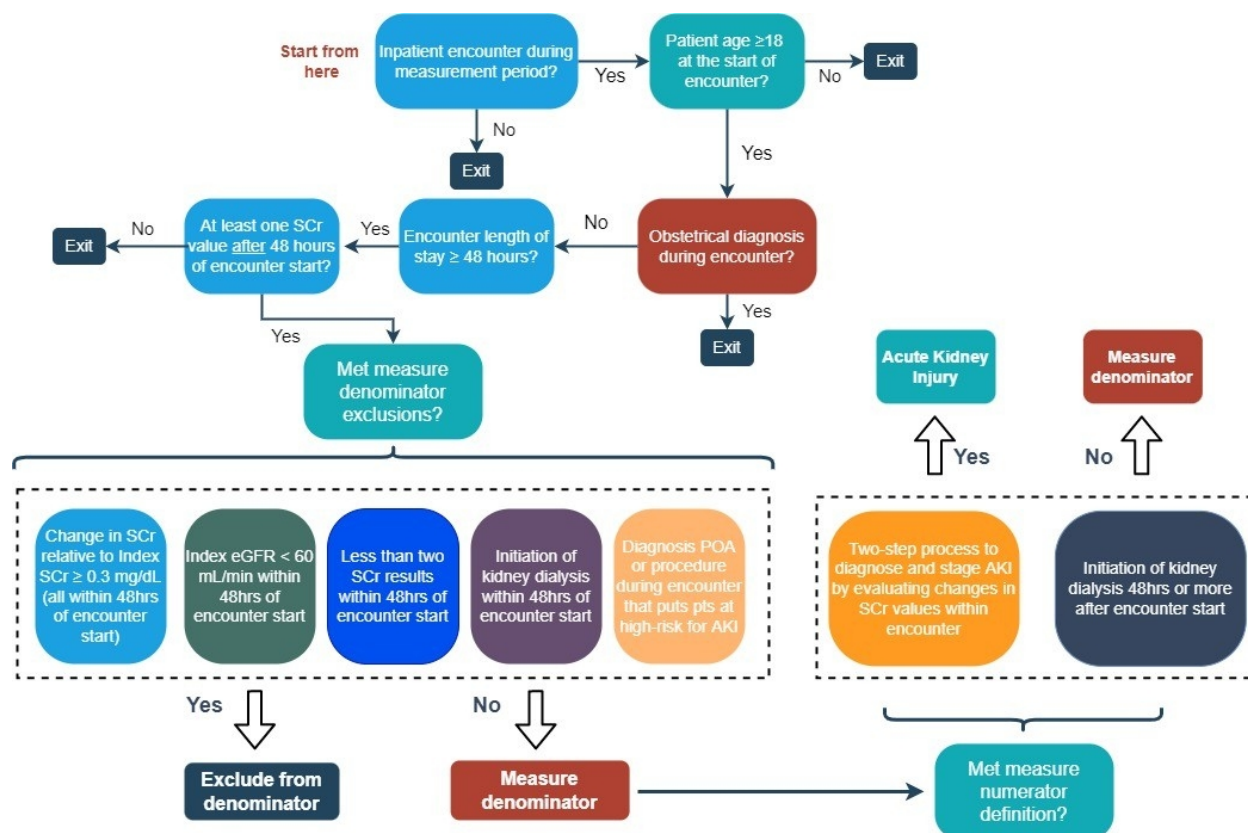 Start from
here
Inpatient encounter during
measurement period?
Yes
Patient age ≥18
at the start of
encounter?
No
Exit
No
Exit
Yes
Exit
No
At least one SCr
value after 48 hours
of encounter start?
Yes
Encounter length of
stay ≥ 48 hours?
No
Obstetrical diagnosis
during encounter?
Yes
Exit
Yes
Met measure
denominator
exclusions?
Acute Kidney
Injury
Measure
denominator
Yes
No
Change in SCr
relative to Index
SCr ≥ 0.3 mg/dL
(all within 48hrs
of encounter
start)
Index eGFR < 60
mL/min within
48hrs of
encounter start
Less than two
SCr results
within 48hrs of
encounter start
Initiation of
kidney dialysis
within 48hrs of
encounter start
Diagnosis POA
or procedure
during encounter
that puts pts at
high-risk for AKI
Two-step process to
diagnose and stage AKI
by evaluating changes in
SCr values within
encounter
Initiation of kidney
dialysis 48hrs or more
after encounter start
Yes
No
Exclude from
denominator
Measure
denominator
Met measure
numerator
definition?